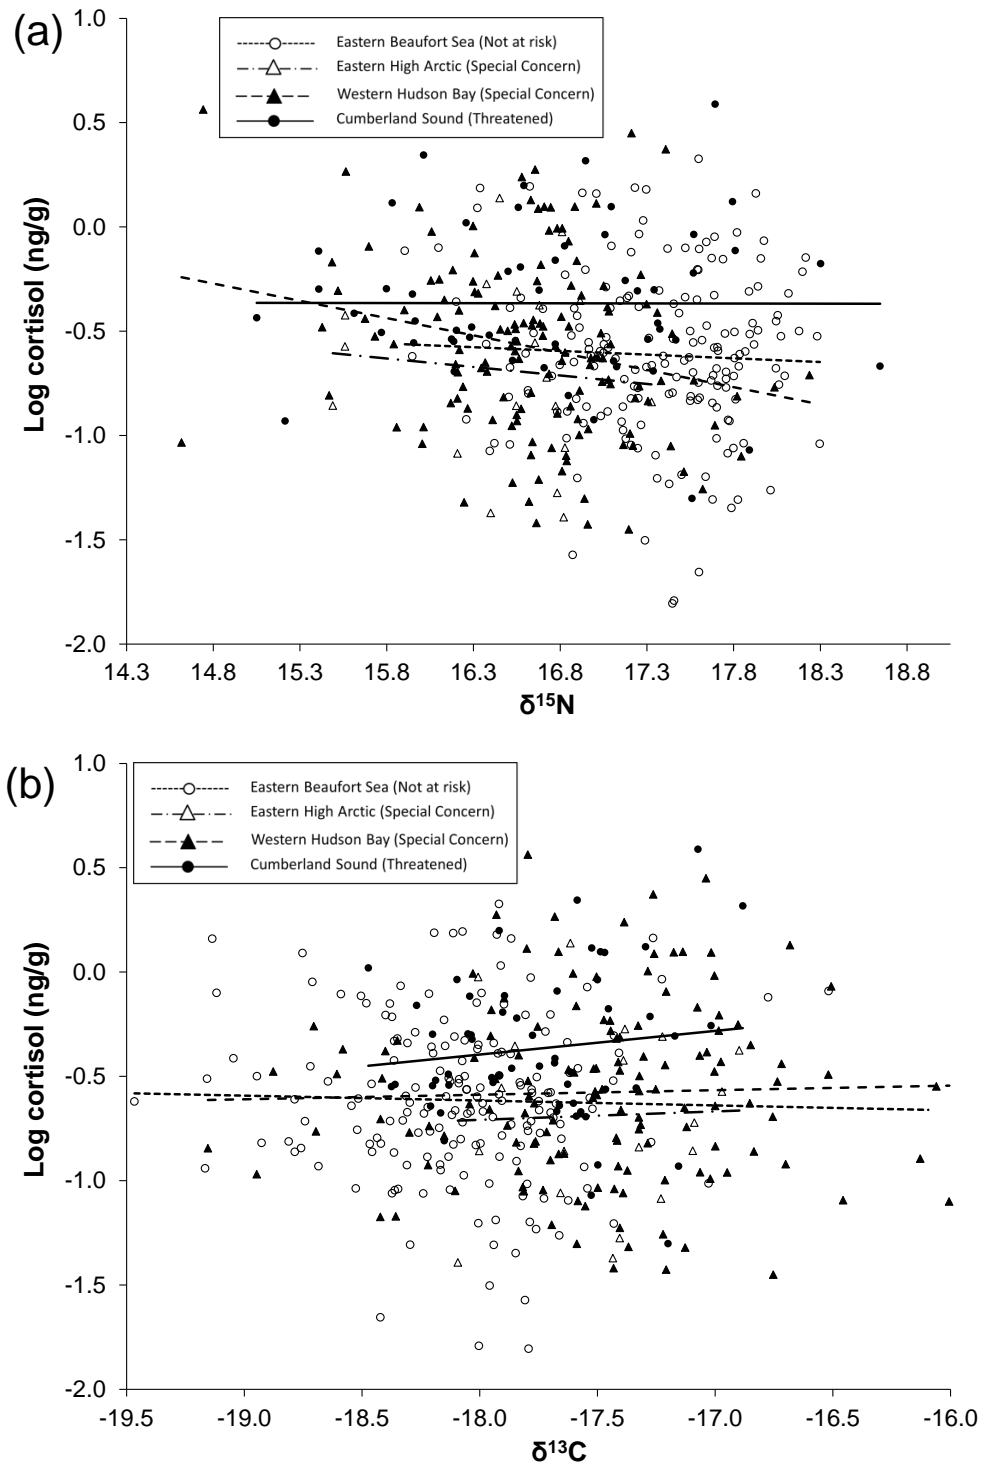 (a)
1.0
0.5
0.0
-0.5
-1.0
-1.5
-2.0
Log cortisol (ng/g)
Eastern Beaufort Sea (Not at risk)
Eastern High Arctic (Special Concern)
Western Hudson Bay (Special Concern)
Cumberland Sound (Threatened)
14.3 14.8 15.3 15.8 16.3 16.8 17.3 17.8 18.3 18.8
δ¹⁵N
(b)
1.0
0.5
0.0
-0.5
-1.0
-1.5
-2.0
Log cortisol (ng/g)
Eastern Beaufort Sea (Not at risk)
Eastern High Arctic (Special Concern)
Western Hudson Bay (Special Concern)
Cumberland Sound (Threatened)
-19.5 -19.0 -18.5 -18.0 -17.5 -17.0 -16.5 -16.0
δ¹³C